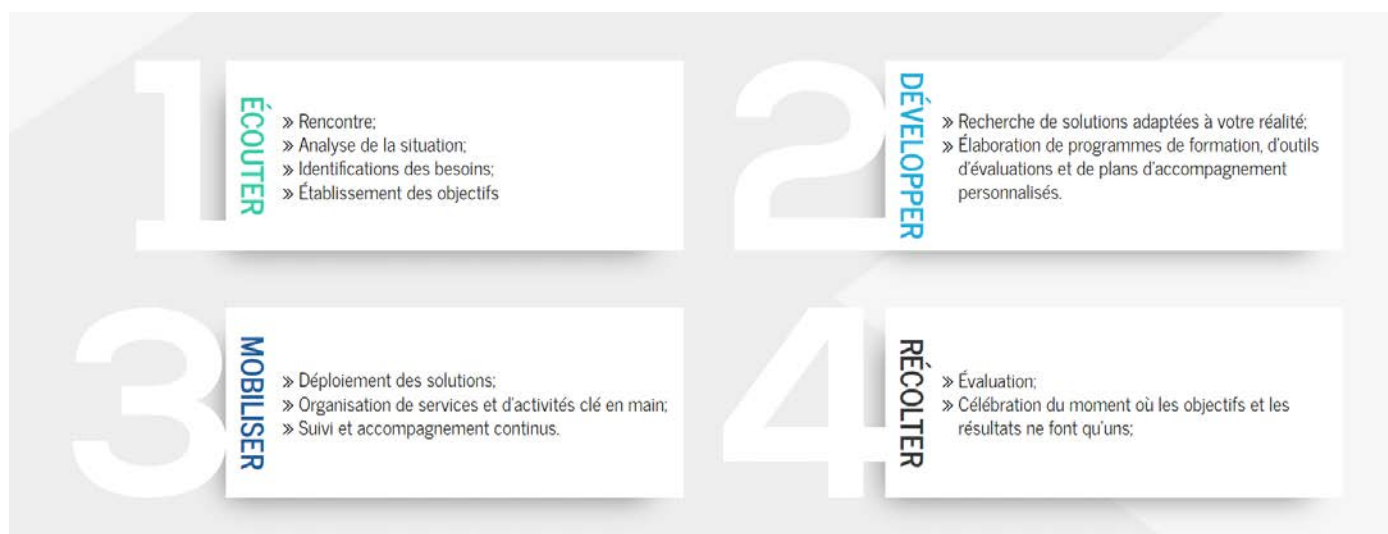 1
ÉCOUTER
» Rencontre;
» Analyse de la situation;
» Identifications des besoins;
» Établissement des objectifs
2
DÉVELOPPER
» Recherche de solutions adaptées à votre réalité;
» Élaboration de programmes de formation, d'outils
d'évaluations et de plans d'accompagnement
personnalisés.
3
MOBILISER
» Déploiement des solutions;
» Organisation de services et d'activités clé en main;
» Suivi et accompagnement continus.
4
RÉCOLTER
» Évaluation;
» Célébration du moment où les objectifs et les
résultats ne font qu'uns;